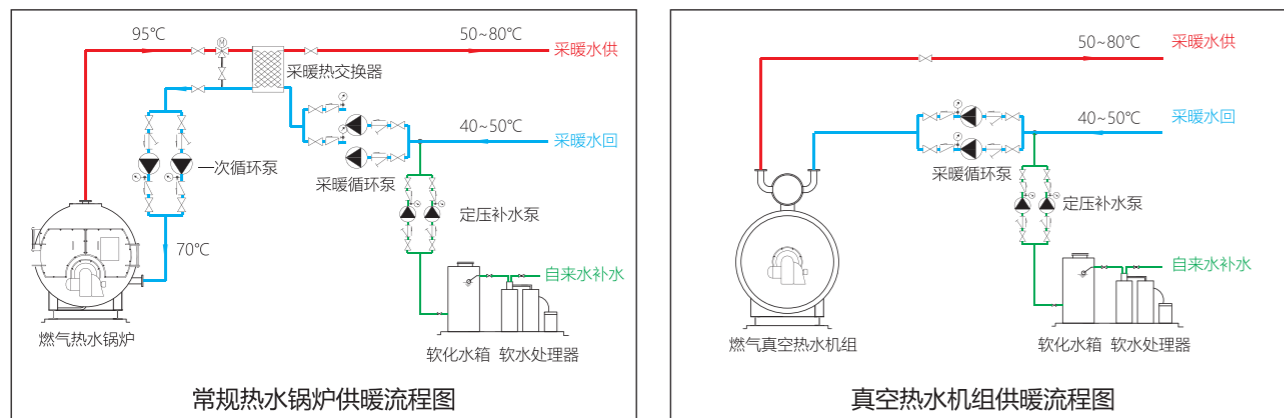 95℃
50~80℃
采暖水供
M
采暖热交换器
40~50℃
采暖水回
一次循环泵
采暖循环泵
定压补水泵
70℃
自来水补水
燃气热水锅炉
软化水箱 软水处理器
常规热水锅炉供暖流程图
50~80℃
采暖水供
40~50℃
采暖水回
采暖循环泵
定压补水泵
自来水补水
燃气真空热水机组
软化水箱 软水处理器
真空热水机组供暖流程图